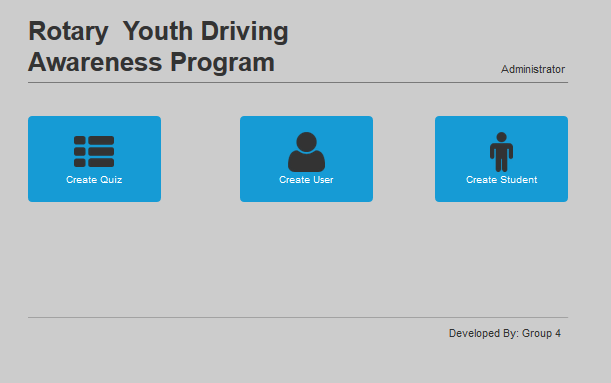 Rotary  Youth Driving
Awareness Program
Administrator
Create Quiz
Create User
Create Student
Developed By: Group 4